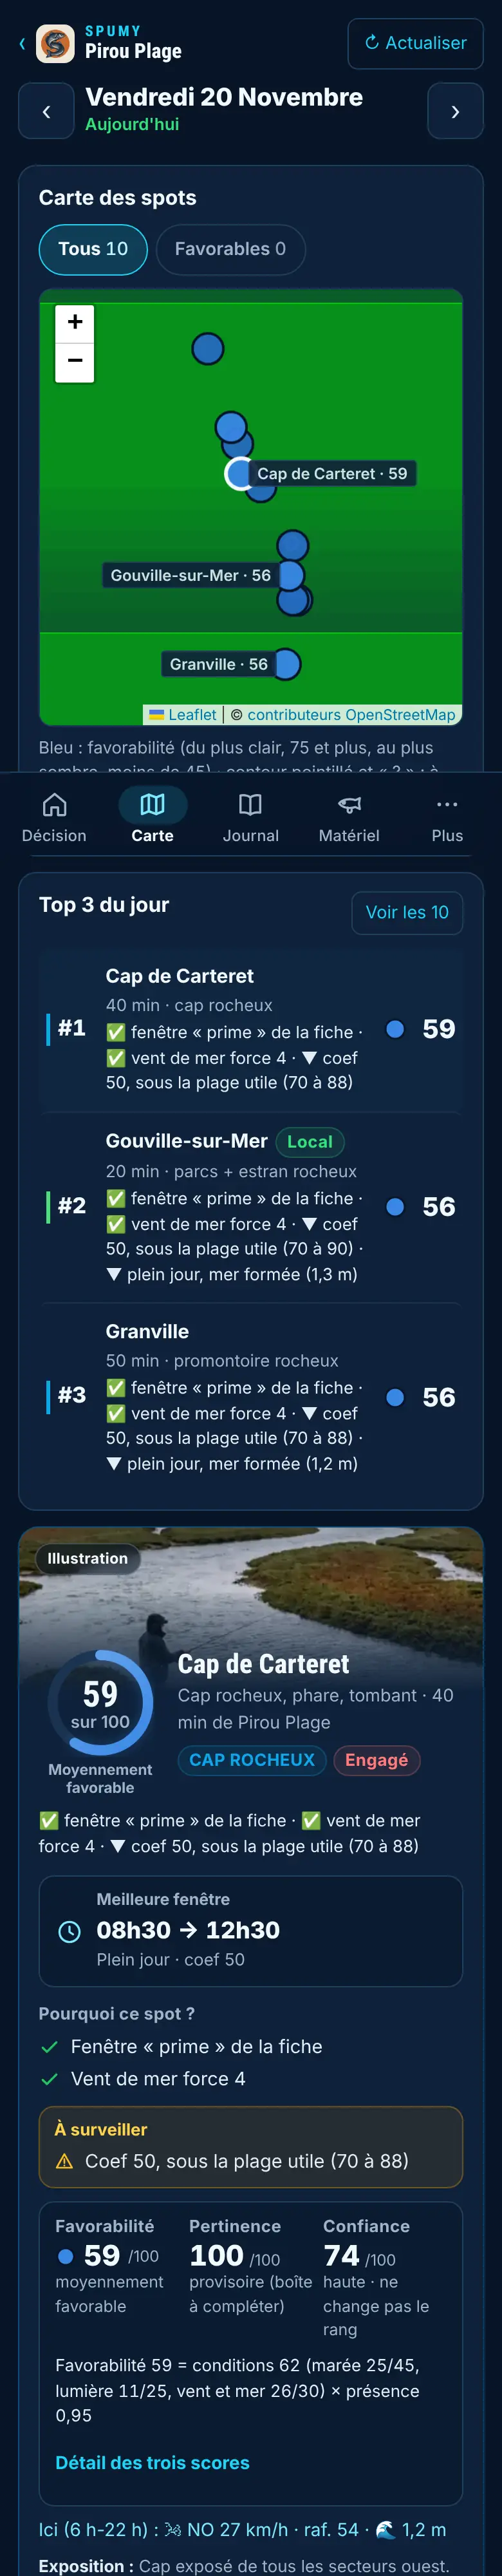 ‹
SPUMY
Pirou Plage
↻ Actualiser
‹
Vendredi 20 Novembre
Aujourd'hui
›
Carte des spots
Tous 10
Favorables 0
+
−
Cap de Carteret · 59
Gouville-sur-Mer · 56
Granville · 56
Leaflet | © contributeurs OpenStreetMap
Bleu : favorabilité (du plus clair, 75 et plus, au plus
sombre, moins de 45) · contour pointillé et « ? » : à
Décision
Carte
Journal
Matériel
Plus
Top 3 du jour
Voir les 10
#1
Cap de Carteret
40 min · cap rocheux
✅ fenêtre « prime » de la fiche ·
✅ vent de mer force 4 · ▼ coef
50, sous la plage utile (70 à 88)
59
#2
Gouville-sur-Mer Local
20 min · parcs + estran rocheux
✅ fenêtre « prime » de la fiche ·
✅ vent de mer force 4 · ▼ coef
50, sous la plage utile (70 à 90) ·
▼ plein jour, mer formée (1,3 m)
56
#3
Granville
50 min · promontoire rocheux
✅ fenêtre « prime » de la fiche ·
✅ vent de mer force 4 · ▼ coef
50, sous la plage utile (70 à 88) ·
▼ plein jour, mer formée (1,2 m)
56
Illustration
59
sur 100
Moyennement
favorable
Cap de Carteret
Cap rocheux, phare, tombant · 40
min de Pirou Plage
CAP ROCHEUX
Engagé
✅ fenêtre « prime » de la fiche · ✅ vent de mer
force 4 · ▼ coef 50, sous la plage utile (70 à 88)
Meilleure fenêtre
08h30 → 12h30
Plein jour · coef 50
Pourquoi ce spot ?
Fenêtre « prime » de la fiche
Vent de mer force 4
À surveiller
Coef 50, sous la plage utile (70 à 88)
Favorabilité
59 /100
moyennement
favorable
Pertinence
100 /100
provisoire (boîte
à compléter)
Confiance
74 /100
haute · ne
change pas le
rang
Favorabilité 59 = conditions 62 (marée 25/45,
lumière 11/25, vent et mer 26/30) × présence
0,95
Détail des trois scores
Ici (6 h-22 h) : 🌬 NO 27 km/h · raf. 54 · 🌊 1,2 m
Exposition : Cap exposé de tous les secteurs ouest.